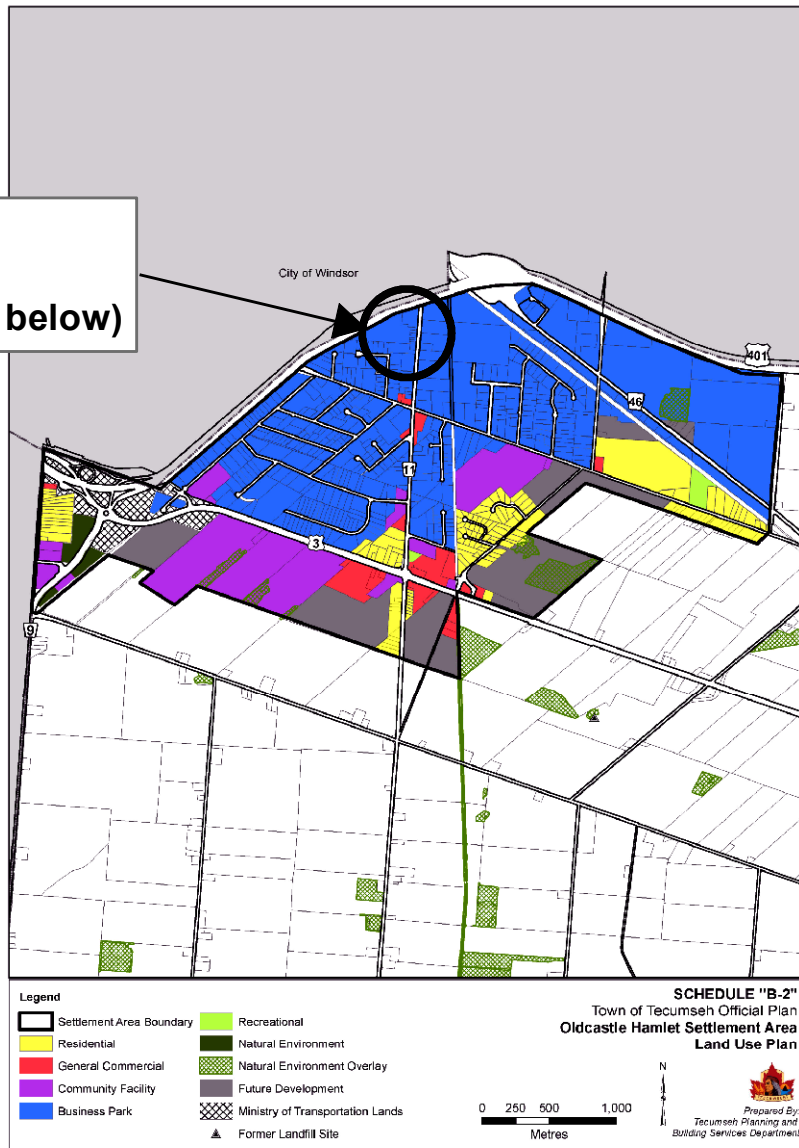 City of Windsor
below)
401
46
11
3
9
Legend
Settlement Area Boundary
Residential
General Commercial
Community Facility
Business Park
Recreational
Natural Environment
Natural Environment Overlay
Future Development
Ministry of Transportation Lands
Former Landfill Site
SCHEDULE "B-2"
Town of Tecumseh Official Plan
Oldcastle Hamlet Settlement Area
Land Use Plan
N
0 250 500 1,000
Metres
Prepared By:
Tecumseh Planning and
Building Services Department